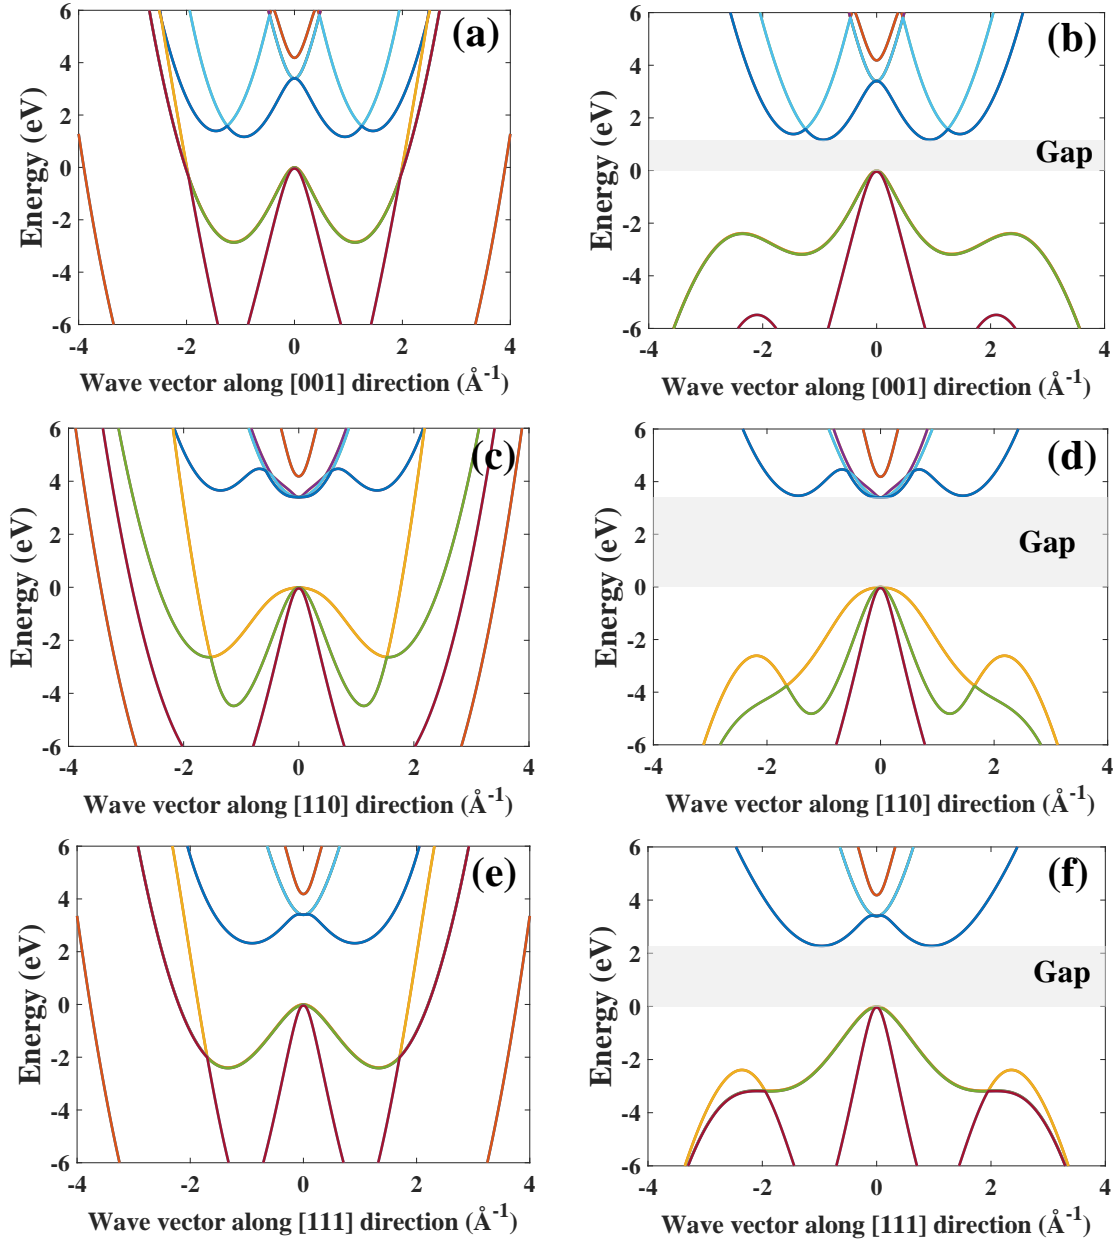 (a)
6
4
2
0
-2
-4
-6
Energy (eV)
-4 -2 0 2 4
Wave vector along [001] direction (Å-1)
(b)
6
4
2
0
-2
-4
-6
Energy (eV)
Gap
-4 -2 0 2 4
Wave vector along [001] direction (Å-1)
(c)
6
4
2
0
-2
-4
-6
Energy (eV)
-4 -2 0 2 4
Wave vector along [110] direction (Å-1)
(d)
6
4
2
0
-2
-4
-6
Energy (eV)
Gap
-4 -2 0 2 4
Wave vector along [110] direction (Å-1)
(e)
6
4
2
0
-2
-4
-6
Energy (eV)
-4 -2 0 2 4
Wave vector along [111] direction (Å-1)
(f)
6
4
2
0
-2
-4
-6
Energy (eV)
Gap
-4 -2 0 2 4
Wave vector along [111] direction (Å-1)